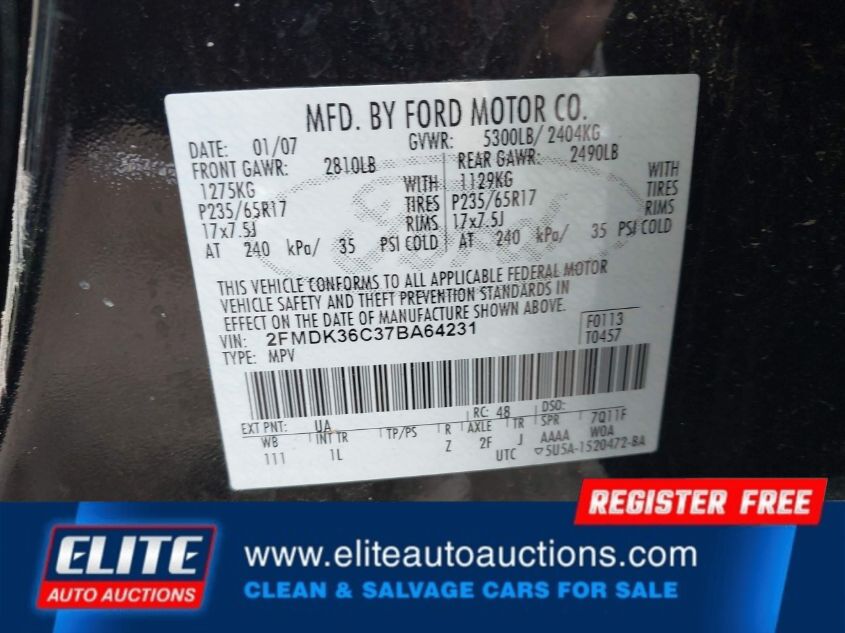 MFD. BY FORD MOTOR CO.
DATE: 01/07 GVWR: 5300LB/ 2404KG
FRONT GAWR: 2810LB REAR GAWR: 2490LB
1275KG WITH 1129KG WITH
P235/65R17 TIRES P235/65R17 TIRES
17x7.5J RIMS 17x7.5J RIMS
AT 240 kPa/ 35 PSI COLD AT 240 kPa/ 35 PSI COLD
THIS VEHICLE CONFORMS TO ALL APPLICABLE FEDERAL MOTOR
VEHICLE SAFETY AND THEFT PREVENTION STANDARDS IN
EFFECT ON THE DATE OF MANUFACTURE SHOWN ABOVE.
VIN: 2FMDK36C37BA64231 F0113
TYPE: MPV T0457
EXT PNT: UA RC: 48 DSO:
WB INT TR TP/PS R AXLE TR SPR 7Q11F
111 1L Z 2F J AAAA WOA
UTC 5U5A-1520472-BA
REGISTER FREE
ELITE
AUTO AUCTIONS
www.eliteautoauctions.com
CLEAN & SALVAGE CARS FOR SALE